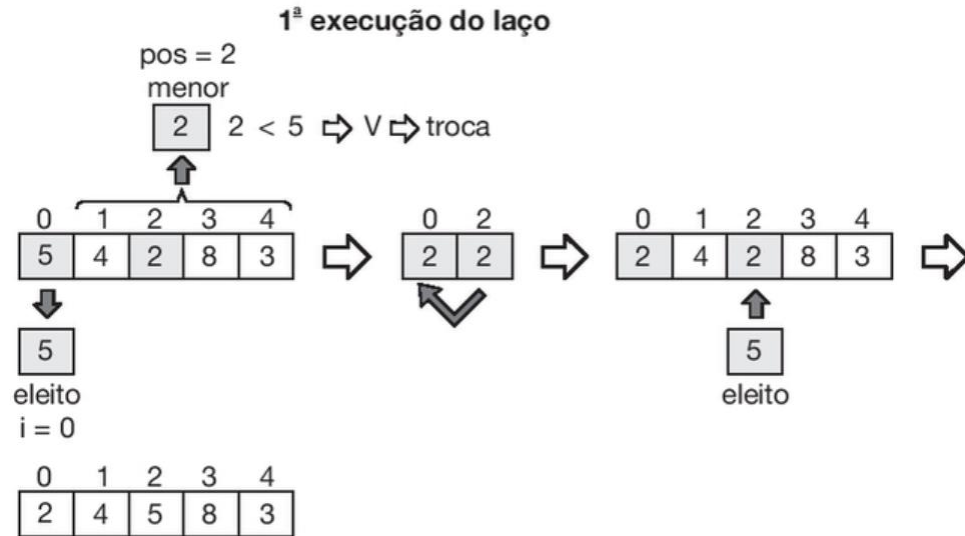 1ª execução do laço
pos = 2
menor
2 2 < 5 V troca
0 1 2 3 4
5 4 2 8 3
0 2
2 2
0 1 2 3 4
2 4 2 8 3
5
eleito
i = 0
5
eleito
0 1 2 3 4
2 4 5 8 3